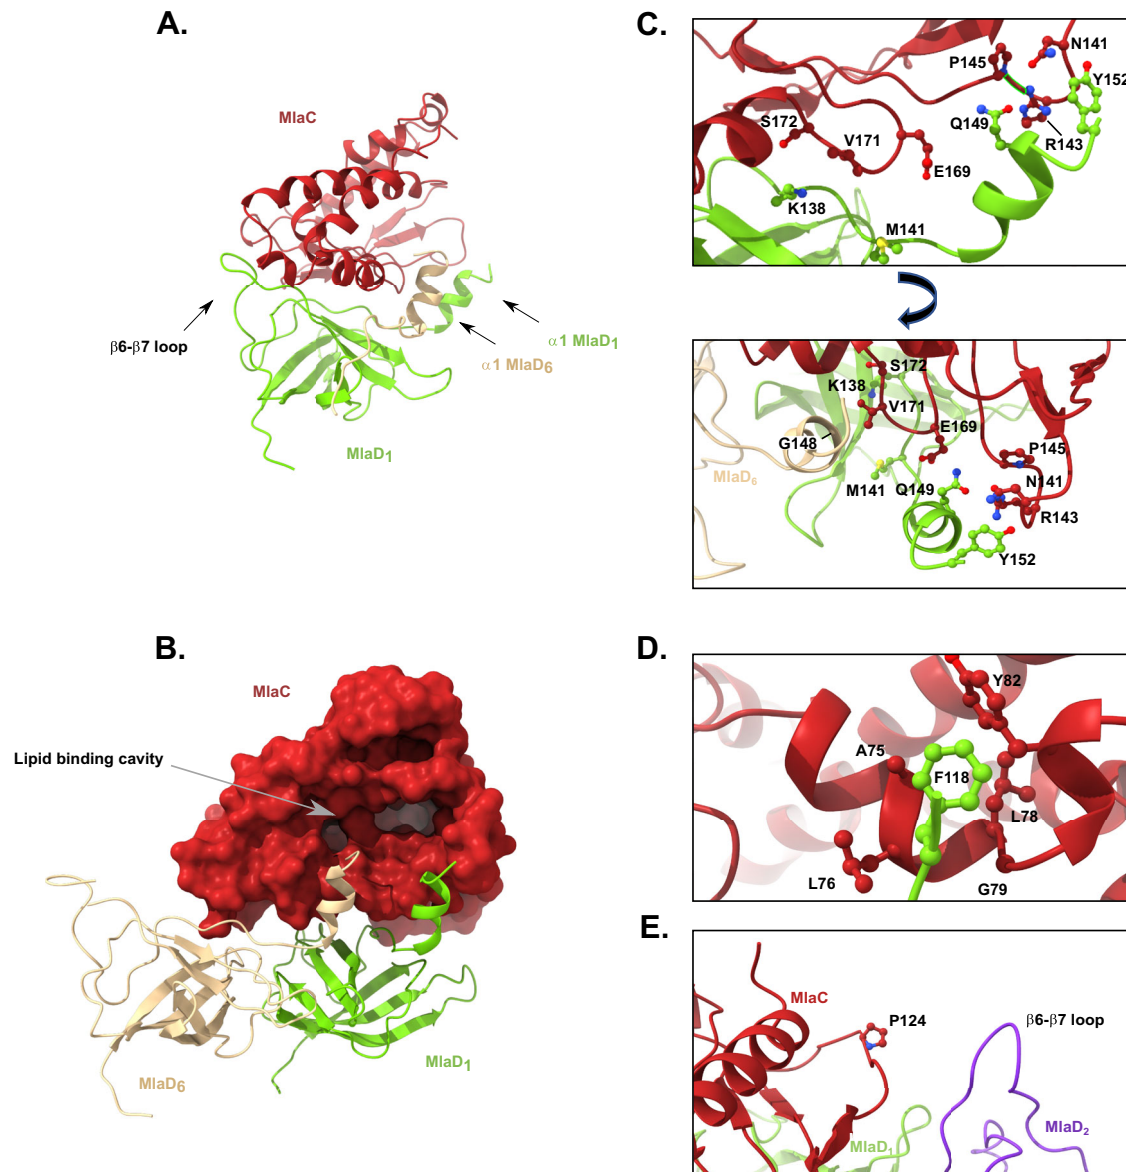 A.
MlaC
β6-β7 loop
α1 MlaD1
α1 MlaD6
MlaD1
B.
MlaC
Lipid binding cavity
MlaD6
MlaD1
C.
N141
P145
Y152
S172
Q149
V171
R143
E169
K138
M141
S172
K138
V171
G148
E169
P145
MlaD6
N141
M141
Q149
R143
Y152
D.
Y82
A75
F118
L78
L76
G79
E.
MlaC
P124
β6-β7 loop
MlaD2
MlaD1